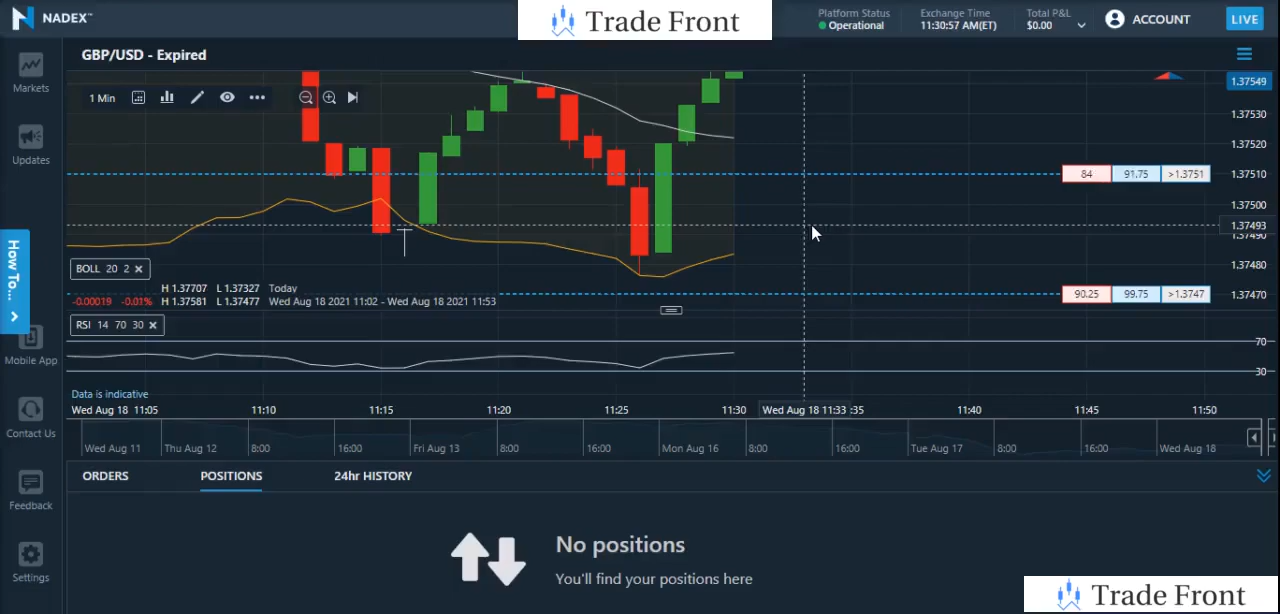 NADEX™
Trade Front
Platform Status
Operational
Exchange Time
11:30:57 AM(ET)
Total P&L
$0.00
ACCOUNT
LIVE
GBP/USD - Expired
Markets
Updates
How To...
Mobile App
Contact Us
Feedback
Settings
1 Min
1.37549
1.37530
1.37520
84 91.75 >1.3751 1.37510
1.37500
1.37493
1.37490
1.37480
90.25 99.75 >1.3747 1.37470
BOLL 20 2
H 1.37707 L 1.37327 Today
-0.00019 -0.01% H 1.37581 L 1.37477 Wed Aug 18 2021 11:02 - Wed Aug 18 2021 11:53
RSI 14 70 30
70
30
Data is indicative
Wed Aug 18 11:05 11:10 11:15 11:20 11:25 11:30 Wed Aug 18 11:33 :35 11:40 11:45 11:50
Wed Aug 11 Thu Aug 12 8:00 16:00 Fri Aug 13 8:00 16:00 Mon Aug 16 8:00 16:00 Tue Aug 17 8:00 16:00 Wed Aug 18
ORDERS POSITIONS 24hr HISTORY
No positions
You'll find your positions here
Trade Front